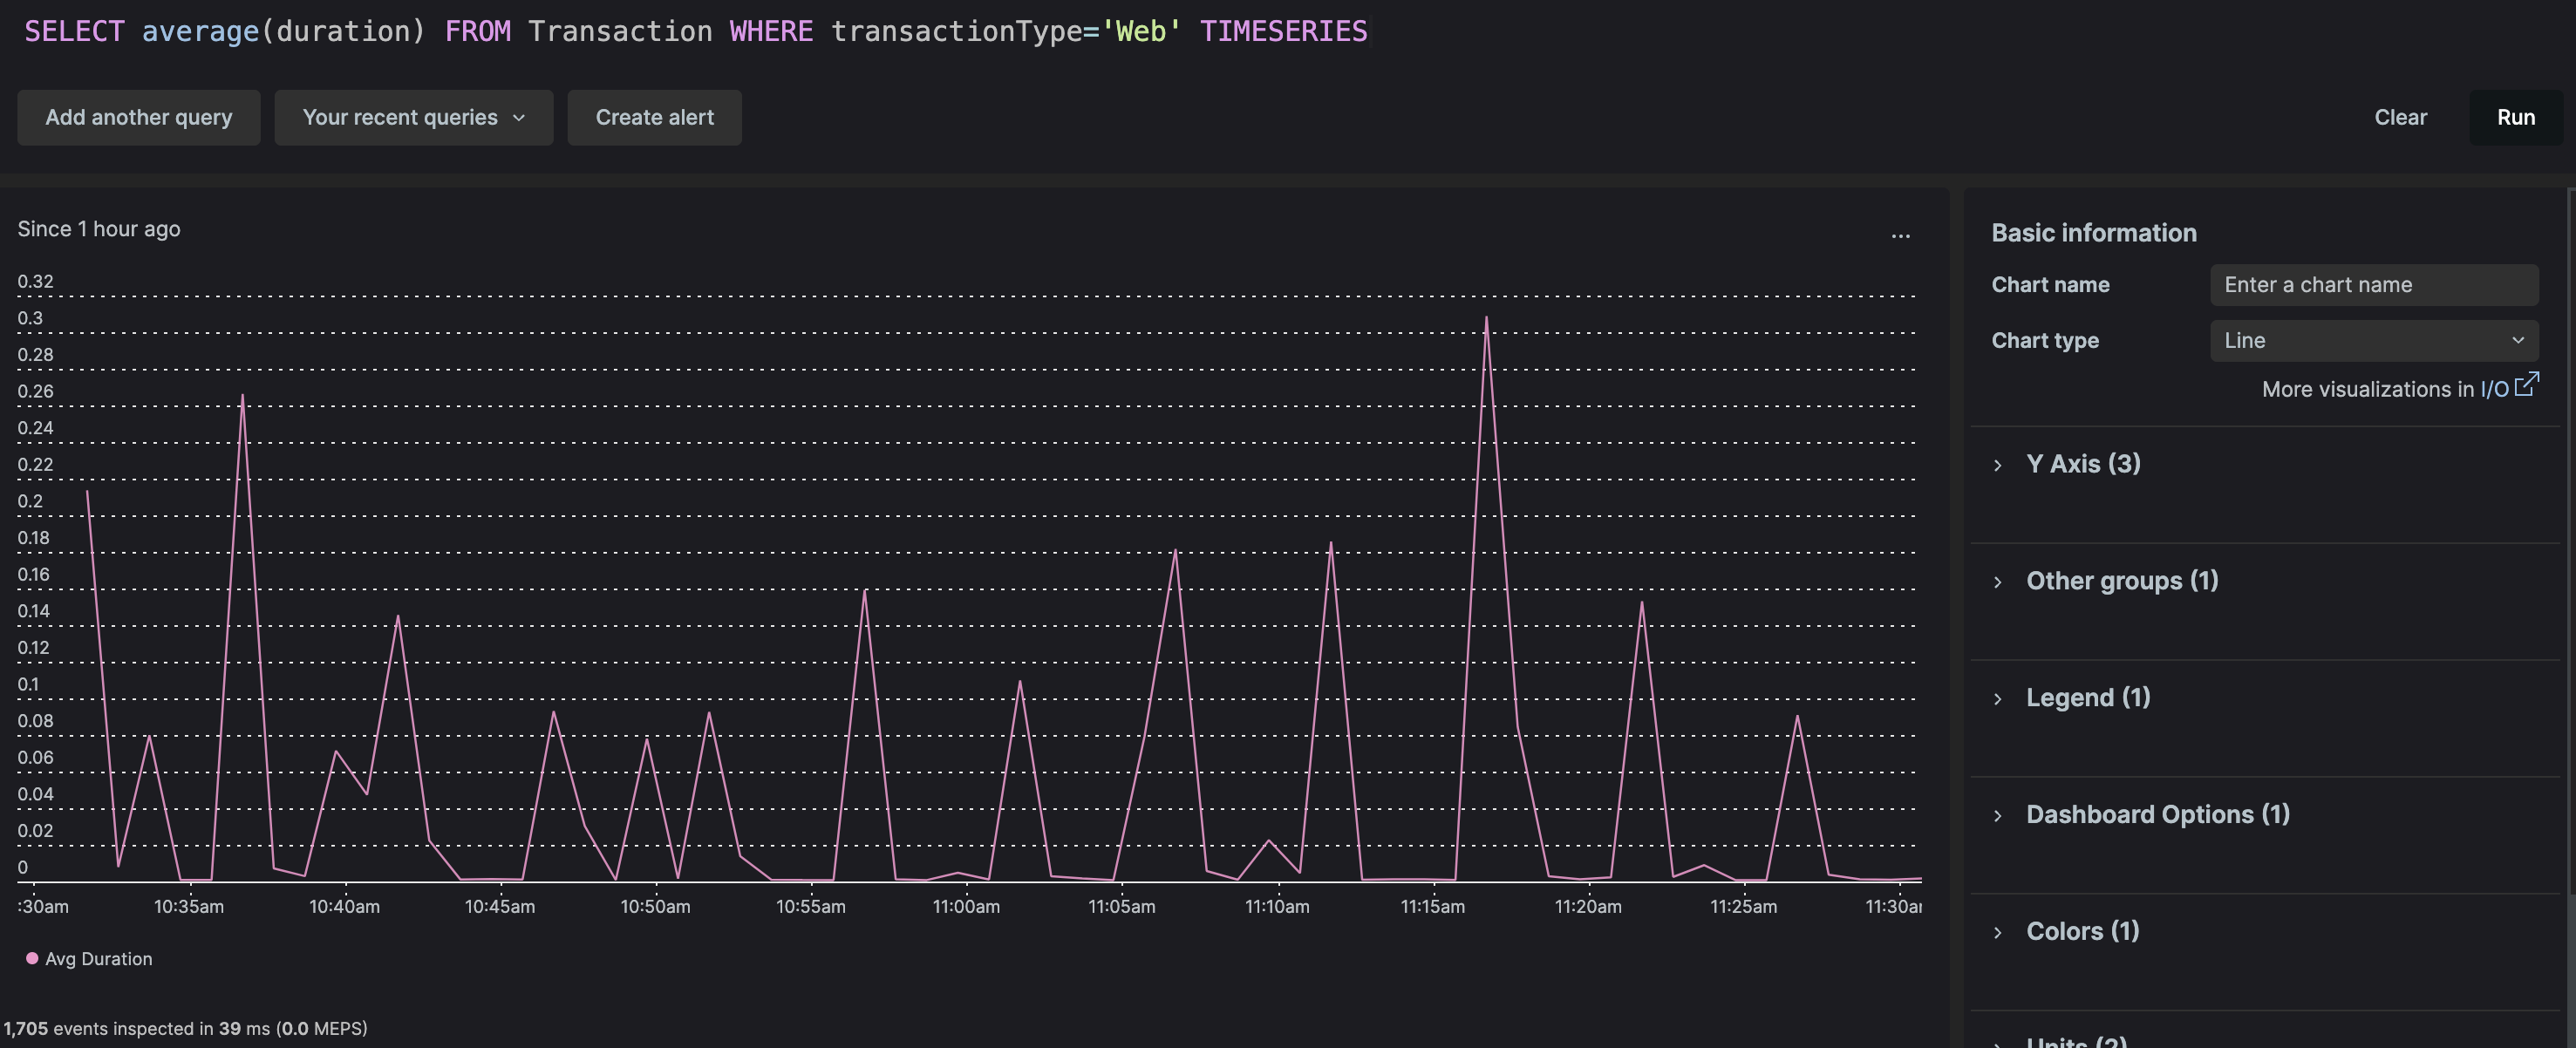 SELECT average(duration) FROM Transaction WHERE transactionType='Web' TIMESERIES
Add another query
Your recent queries
Create alert
Clear
Run
Since 1 hour ago
...
0.32
0.3
0.28
0.26
0.24
0.22
0.2
0.18
0.16
0.14
0.12
0.1
0.08
0.06
0.04
0.02
0
:30am
10:35am
10:40am
10:45am
10:50am
10:55am
11:00am
11:05am
11:10am
11:15am
11:20am
11:25am
11:30a
Avg Duration
1,705 events inspected in 39 ms (0.0 MEPS)
Basic information
Chart name
Enter a chart name
Chart type
Line
More visualizations in I/O
Y Axis (3)
Other groups (1)
Legend (1)
Dashboard Options (1)
Colors (1)
Units (2)